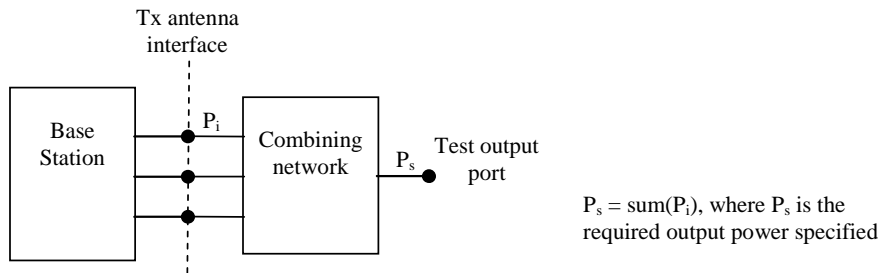 Tx antenna
interface
Base
Station
P_i
Combining
network
P_s
Test output
port
P_s = sum(P_i), where P_s is the
required output power specified